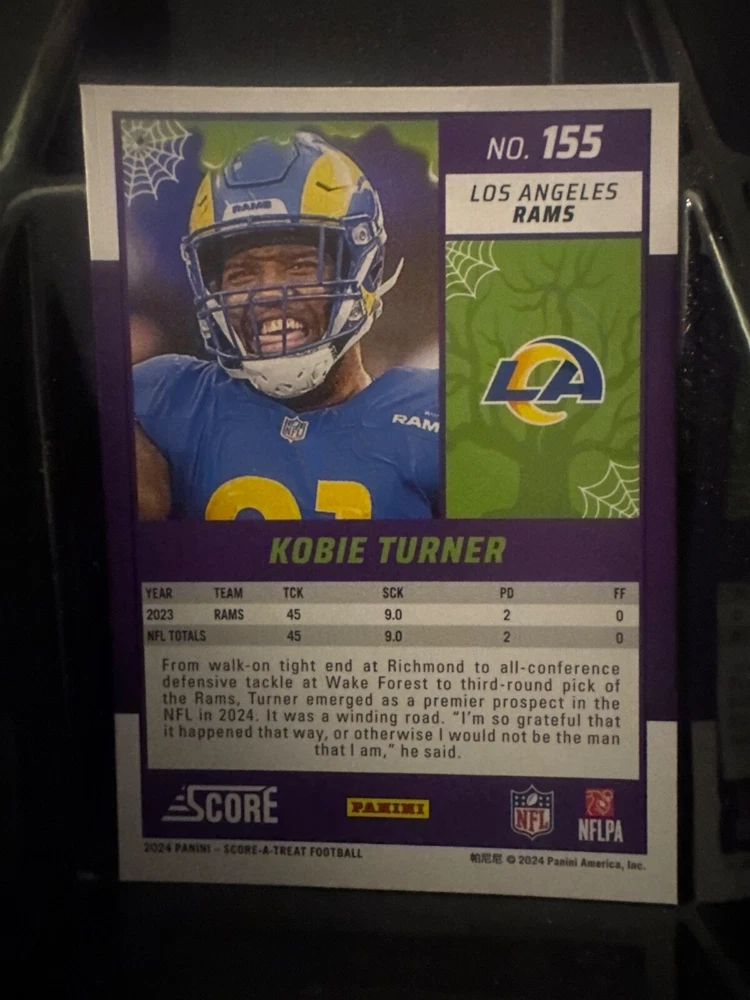 NO. 155
LOS ANGELES
RAMS
RAMS
RAMS
NFL
LA
KOBIE TURNER
YEAR TEAM TCK SCK PD FF
2023 RAMS 45 9.0 2 0
NFL TOTALS 45 9.0 2 0
From walk-on tight end at Richmond to all-conference
defensive tackle at Wake Forest to third-round pick of
the Rams, Turner emerged as a premier prospect in the
NFL in 2024. It was a winding road. “I’m so grateful that
it happened that way, or otherwise I would not be the man
that I am,” he said.
SCORE
PANINI
NFL
NFLPA
2024 PANINI – SCORE-A-TREAT FOOTBALL
帕尼尼 © 2024 Panini America, Inc.